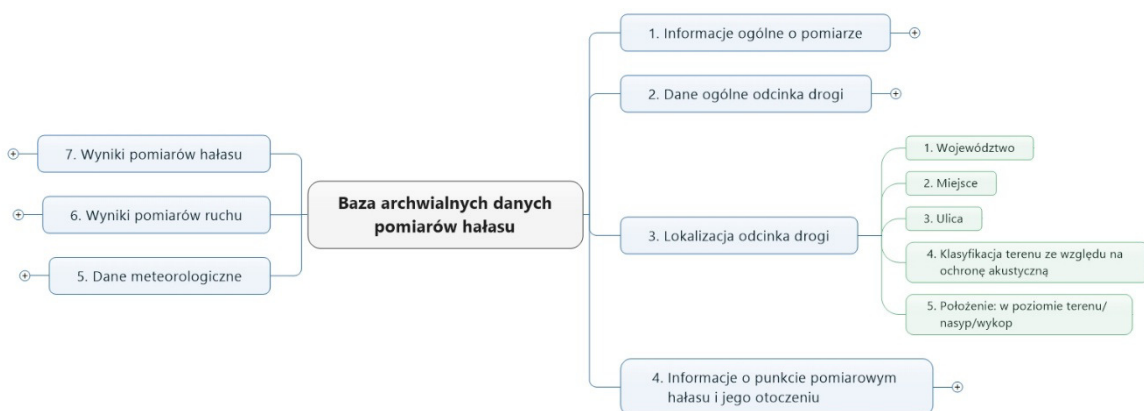 1. Informacje ogólne o pomiarze
2. Dane ogólne odcinka drogi
1. Województwo
7. Wyniki pomiarów hałasu
2. Miejsce
Baza archwialnych danych
pomiarów hałasu
6. Wyniki pomiarów ruchu
3. Lokalizacja odcinka drogi
3. Ulica
4. Klasyfikacja terenu ze względu na
ochronę akustyczną
5. Dane meteorologiczne
5. Położenie: w poziomie terenu/
nasyp/wykop
4. Informacje o punkcie pomiarowym
hałasu i jego otoczeniu